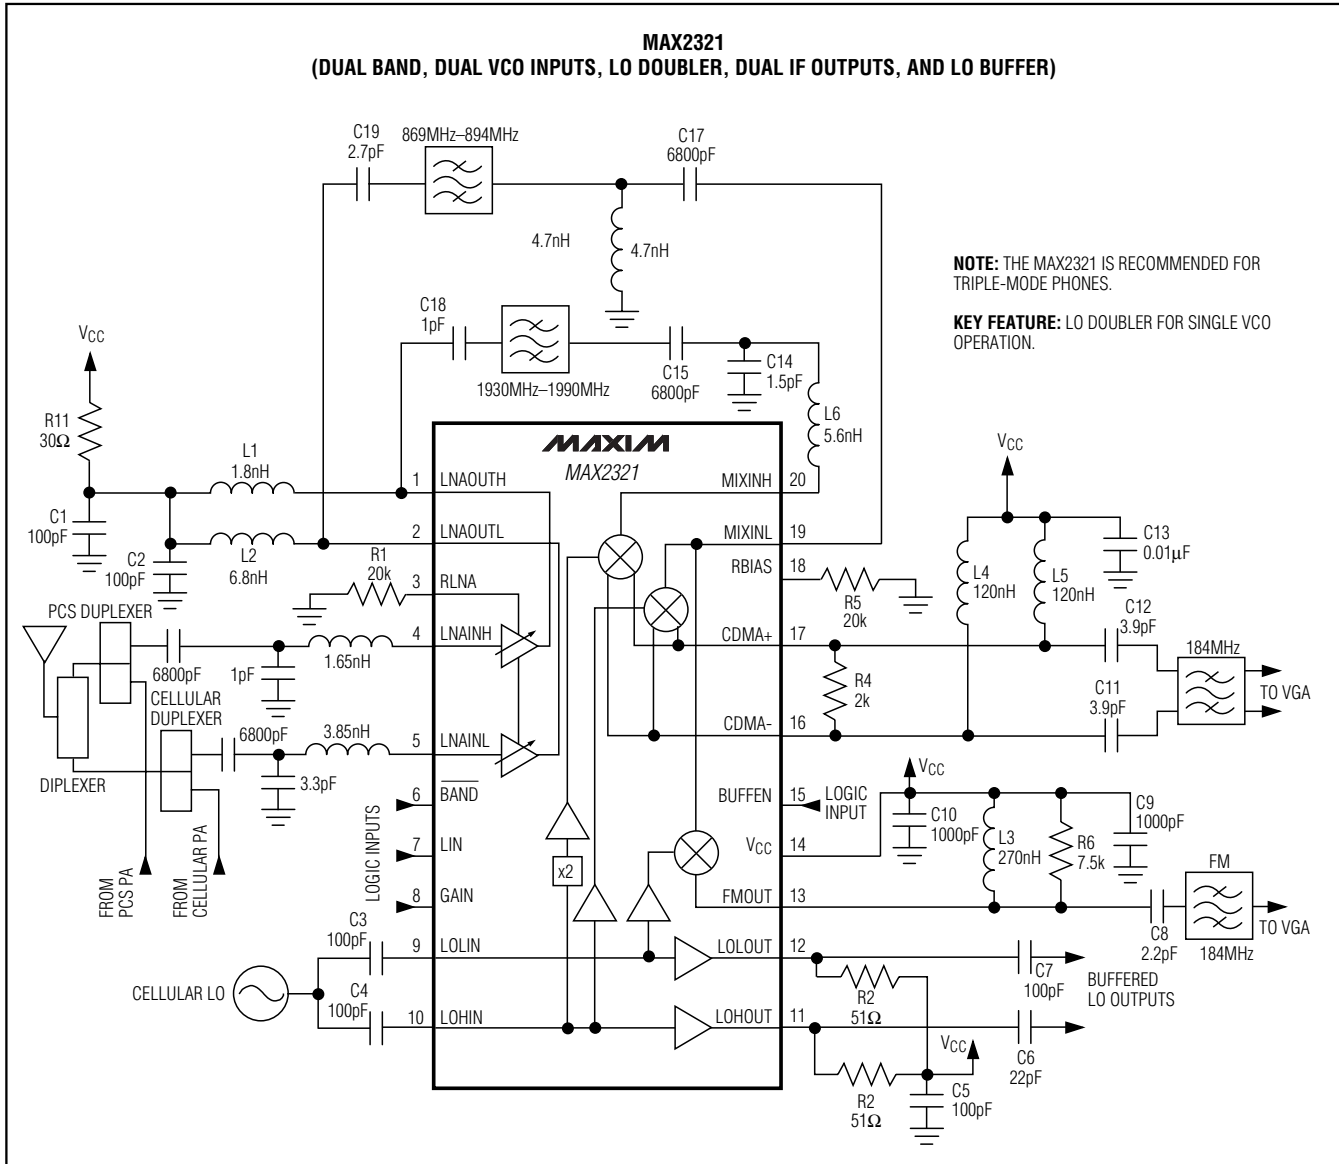 MAX2321
(DUAL BAND, DUAL VCO INPUTS, LO DOUBLER, DUAL IF OUTPUTS, AND LO BUFFER)
C19
2.7pF
869MHz–894MHz
C17
6800pF
4.7nH
4.7nH
NOTE: THE MAX2321 IS RECOMMENDED FOR
TRIPLE-MODE PHONES.
KEY FEATURE: LO DOUBLER FOR SINGLE VCO
OPERATION.
C18
1pF
1930MHz–1990MHz
C15
6800pF
C14
1.5pF
L6
5.6nH
VCC
R11
30Ω
L1
1.8nH
C1
100pF
C2
100pF
L2
6.8nH
R1
20k
MAXIM
MAX2321
1
LNAOUTH
2
LNAOUTL
3
RLNA
4
LNAINH
5
LNAINL
6
BAND
7
LIN
8
GAIN
9
LOLIN
10
LOHIN
MIXINH
20
MIXINL
19
RBIAS
18
CDMA+
17
CDMA-
16
BUFFEN
15
VCC
14
FMOUT
13
LOLOUT
12
LOHOUT
11
x2
PCS DUPLEXER
6800pF
1pF
1.65nH
CELLULAR
DUPLEXER
6800pF
3.85nH
3.3pF
DIPLEXER
FROM
PCS PA
FROM
CELLULAR PA
LOGIC INPUTS
C3
100pF
C4
100pF
CELLULAR LO
R5
20k
VCC
L4
120nH
L5
120nH
C13
0.01µF
R4
2k
C12
3.9pF
C11
3.9pF
184MHz
TO VGA
LOGIC
INPUT
VCC
C10
1000pF
L3
270nH
R6
7.5k
C9
1000pF
FM
C8
2.2pF
184MHz
TO VGA
R2
51Ω
C7
100pF
BUFFERED
LO OUTPUTS
VCC
C6
22pF
R2
51Ω
C5
100pF